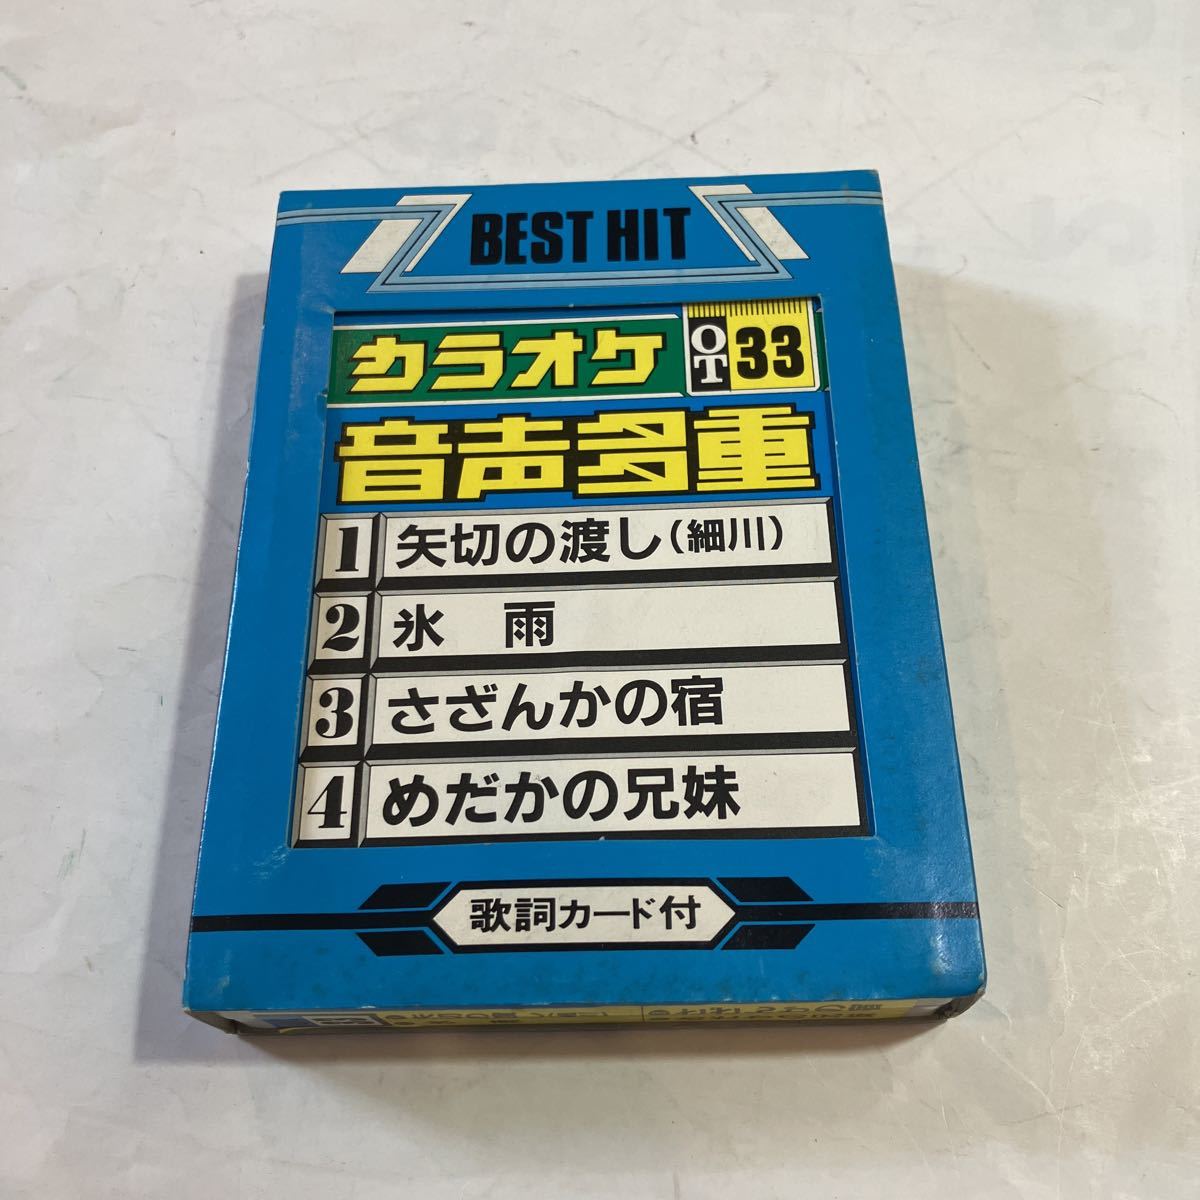 BEST HIT
カラオケ OT 33
音声多重
1 矢切の渡し(細川)
2 氷 雨
3 さざんかの宿
4 めだかの兄妹
歌詞カード付